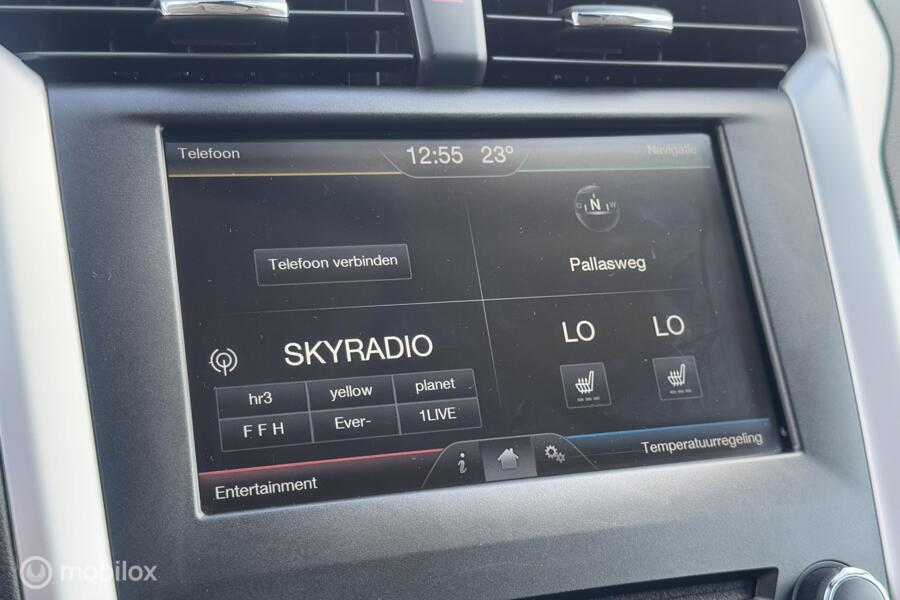 Telefoon
12:55 23°
Navigatie
Telefoon verbinden
N W
Pallasweg
SKYRADIO
LO LO
hr3 yellow planet
F F H Ever- 1LIVE
Entertainment
i
Temperatuurregeling
mobilox